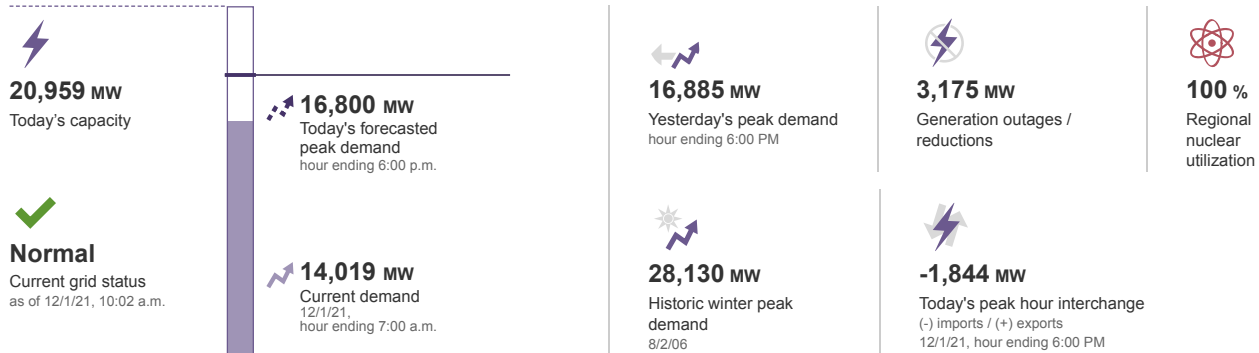 20,959 MW
Today's capacity
Normal
Current grid status
as of 12/1/21, 10:02 a.m.
16,800 MW
Today's forecasted
peak demand
hour ending 6:00 p.m.
14,019 MW
Current demand
12/1/21,
hour ending 7:00 a.m.
16,885 MW
Yesterday's peak demand
hour ending 6:00 PM
3,175 MW
Generation outages /
reductions
100 %
Regional
nuclear
utilization
28,130 MW
Historic winter peak
demand
8/2/06
-1,844 MW
Today's peak hour interchange
(-) imports / (+) exports
12/1/21, hour ending 6:00 PM